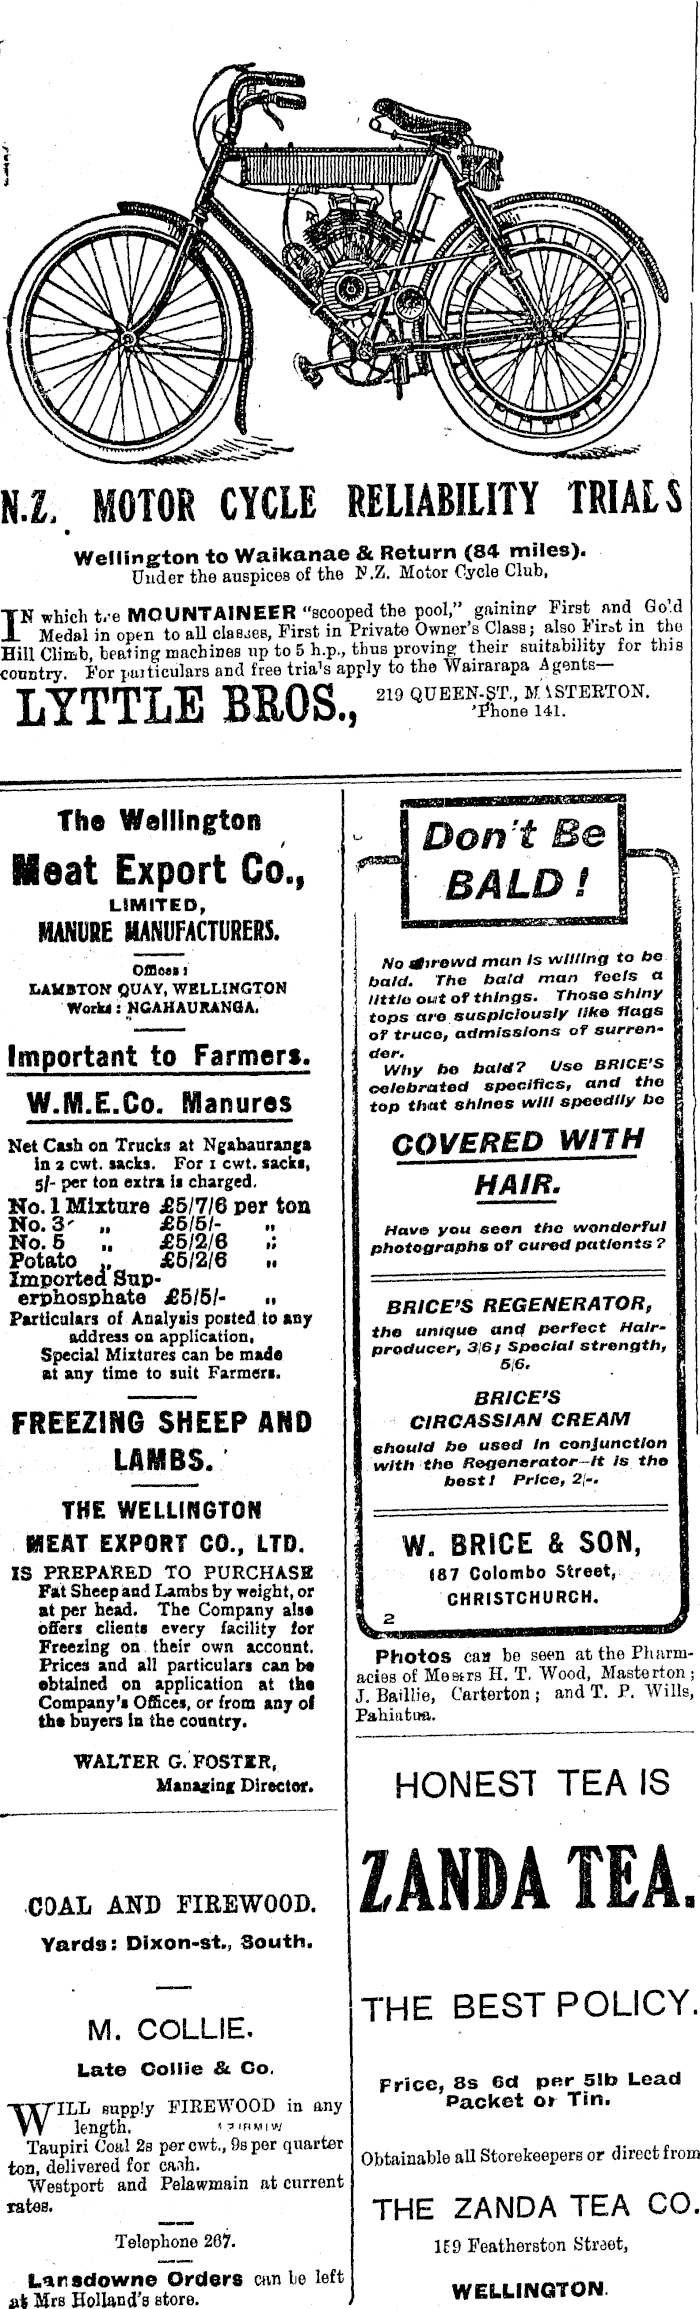 N.Z. MOTOR CYCLE RELIABILITY TRIALS
Wellington to Waikanae & Return (84 miles).
Under the auspices of the N.Z. Motor Cycle Club,
IN which the MOUNTAINEER "scooped the pool," gaining First and Gold
Medal in open to all classes, First in Private Owner's Class; also First in the
Hill Climb, beating machines up to 5 h.p., thus proving their suitability for this
country. For particulars and free trials apply to the Wairarapa Agents—
LYTTLE BROS., 219 QUEEN-ST., MASTERTON.
'Phone 141.
The Wellington
Meat Export Co.,
LIMITED,
MANURE MANUFACTURERS.
Offices:
LAMBTON QUAY, WELLINGTON
Works: NGAHAURANGA.
Important to Farmers.
W.M.E.Co. Manures
Net Cash on Trucks at Ngahauranga
in 2 cwt. sacks. For 1 cwt. sacks,
5/- per ton extra is charged.
No. 1 Mixture £5/7/6 per ton
No. 3 „ £5/5/- „
No. 5 „ £5/2/6 „
Potato „ £5/2/6 „
Imported Sup-
erphosphate £5/5/- „
Particulars of Analysis posted to any
address on application,
Special Mixtures can be made
at any time to suit Farmers.
FREEZING SHEEP AND
LAMBS.
THE WELLINGTON
MEAT EXPORT CO., LTD.
IS PREPARED TO PURCHASE
Fat Sheep and Lambs by weight, or
at per head. The Company also
offers clients every facility for
Freezing on their own account.
Prices and all particulars can be
obtained on application at the
Company's Offices, or from any of
the buyers in the country.
WALTER G. FOSTER,
Managing Director.
COAL AND FIREWOOD.
Yards: Dixon-st., South.
M. COLLIE.
Late Collie & Co.
WILL supply FIREWOOD in any
length.
Taupiri Coal 2s per cwt., 9s per quarter
ton, delivered for cash.
Westport and Pelawmain at current
rates.
Telephone 267.
Lansdowne Orders can be left
at Mrs Holland's store.
Don't Be
BALD!
No shrewd man is willing to be
bald. The bald man feels a
little out of things. Those shiny
tops are suspiciously like flags
of truce, admissions of surren-
der.
Why be bald? Use BRICE'S
celebrated specifics, and the
top that shines will speedily be
COVERED WITH
HAIR.
Have you seen the wonderful
photographs of cured patients?
BRICE'S REGENERATOR,
the unique and perfect Hair-
producer, 3/6; Special strength,
5/6.
BRICE'S
CIRCASSIAN CREAM
should be used in conjunction
with the Regenerator—it is the
best! Price, 2/-.
W. BRICE & SON,
187 Colombo Street,
CHRISTCHURCH.
2
Photos can be seen at the Pharm-
acies of Messrs H. T. Wood, Masterton;
J. Baillie, Carterton; and T. P. Wills,
Pahiatua.
HONEST TEA IS
ZANDA TEA.
THE BEST POLICY.
Price, 8s 6d per 5lb Lead
Packet or Tin.
Obtainable all Storekeepers or direct from
THE ZANDA TEA CO.
159 Featherston Street,
WELLINGTON.